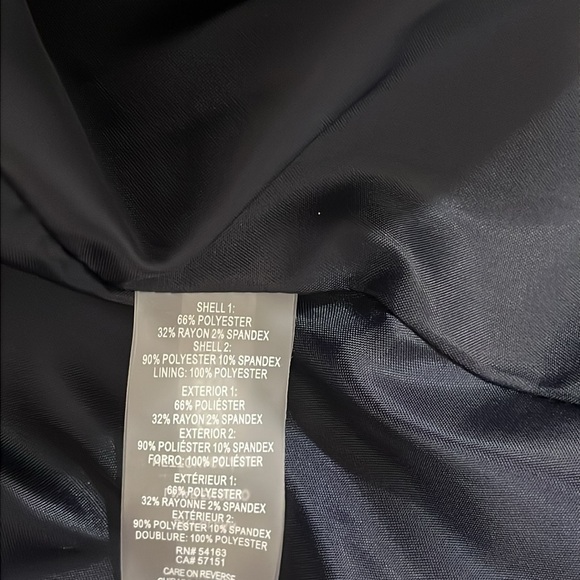 SHELL 1:
66% POLYESTER
32% RAYON 2% SPANDEX
SHELL 2:
90% POLYESTER 10% SPANDEX
LINING: 100% POLYESTER
EXTERIOR 1:
66% POLIÉSTER
32% RAYON 2% SPANDEX
EXTERIOR 2:
90% POLIÉSTER 10% SPANDEX
FORRO: 100% POLIÉSTER
EXTÉRIEUR 1:
66% POLYESTER
32% RAYONNE 2% SPANDEX
EXTÉRIEUR 2:
90% POLYESTER 10% SPANDEX
DOUBLURE: 100% POLYESTER
RN# 54163
CA# 57151
CARE ON REVERSE